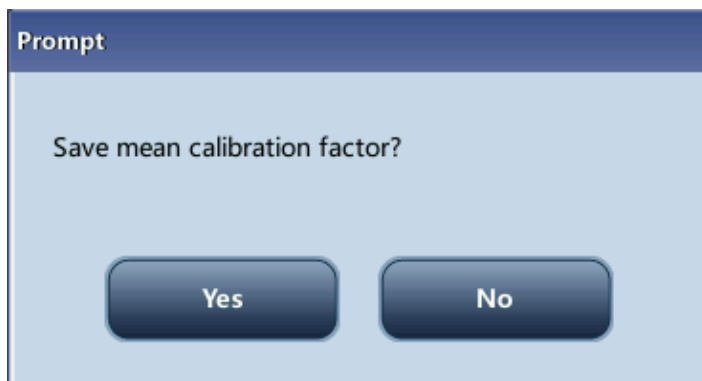 Prompt
Save mean calibration factor?
Yes No